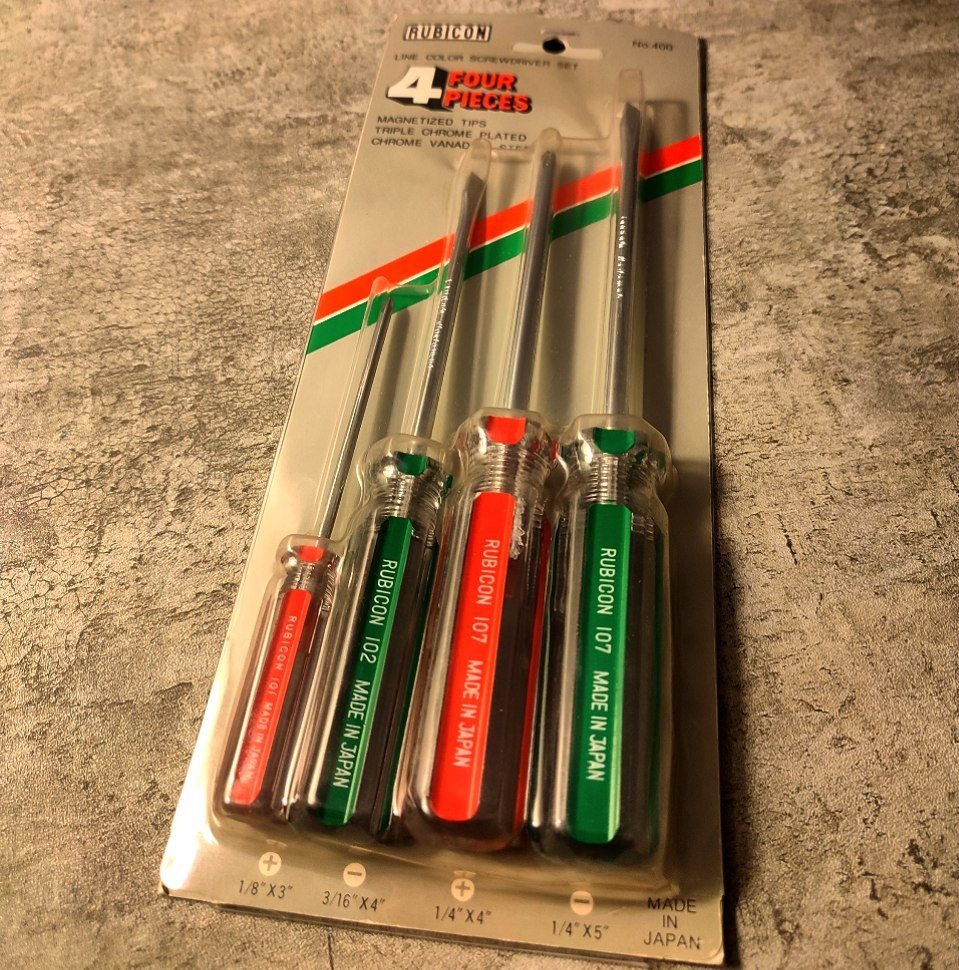 RUBICON
No.400
LINE COLOR SCREWDRIVER SET
4 FOUR PIECES
MAGNETIZED TIPS
TRIPLE CHROME PLATED
CHROME VANAD
RUBICON 101 MADE IN JAPAN
RUBICON 102 MADE IN JAPAN
RUBICON 107 MADE IN JAPAN
RUBICON 107 MADE IN JAPAN
1/8"X3"
3/16"X4"
1/4"X4"
1/4"X5"
MADE
IN
JAPAN